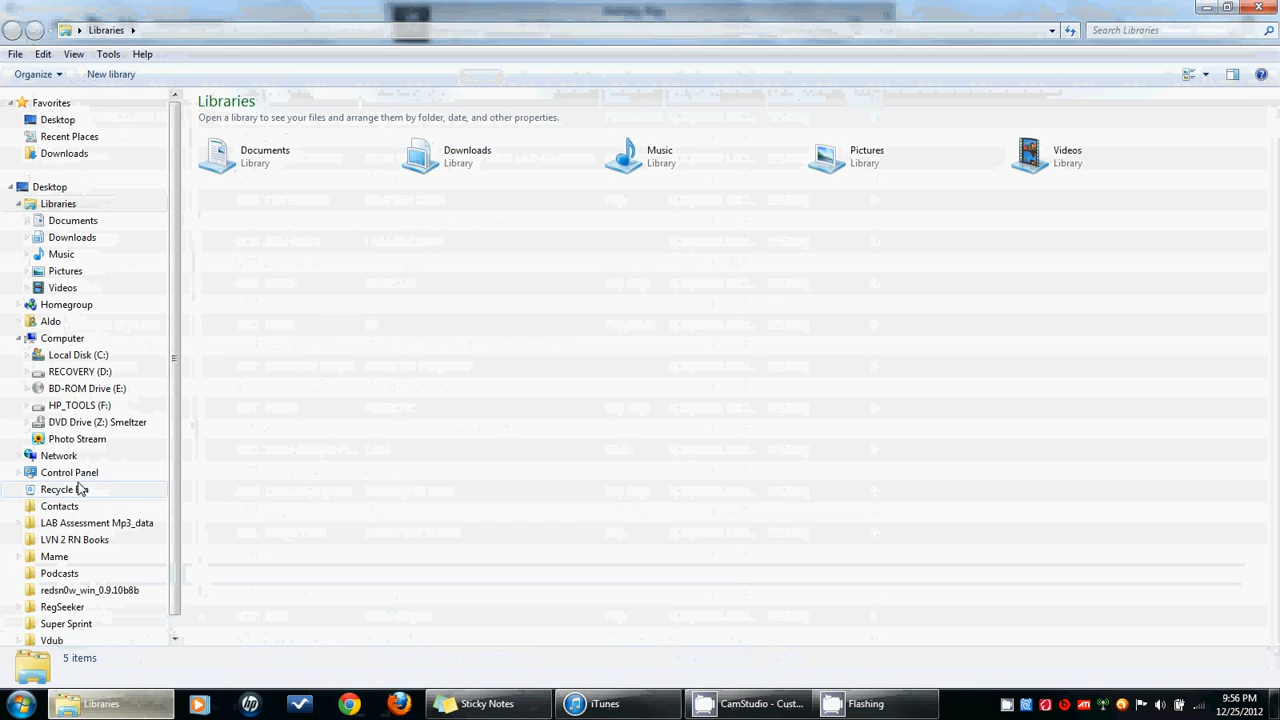 Libraries
Search Libraries
File Edit View Tools Help
Organize New library
Favorites
Desktop
Recent Places
Downloads
Desktop
Libraries
Documents
Downloads
Music
Pictures
Videos
Homegroup
Aldo
Computer
Local Disk (C:)
RECOVERY (D:)
BD-ROM Drive (E:)
HP_TOOLS (F:)
DVD Drive (Z:) Smeltzer
Photo Stream
Network
Control Panel
Recycle
Contacts
LAB Assessment Mp3_data
LVN 2 RN Books
Mame
Podcasts
redsn0w_win_0.9.10b8b
RegSeeker
Super Sprint
Vdub
Libraries
Open a library to see your files and arrange them by folder, date, and other properties.
Documents Downloads Music Pictures Videos
Library Library Library Library Library
5 items
Libraries hp Sticky Notes iTunes CamStudio - Cust... Flashing
9:56 PM
12/25/2012